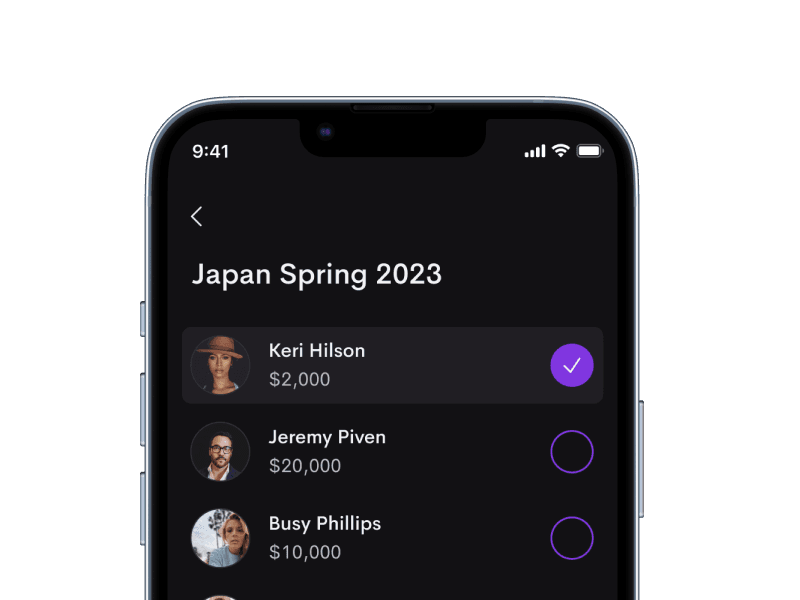 9:41
Japan Spring 2023
Keri Hilson
$2,000
Jeremy Piven
$20,000
Busy Phillips
$10,000